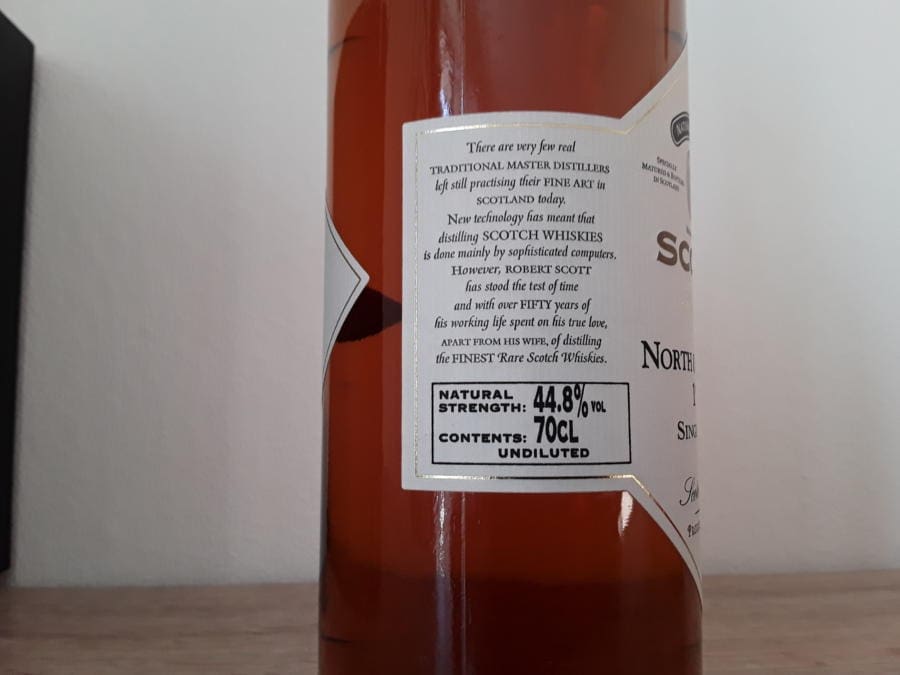 There are very few real
TRADITIONAL MASTER DISTILLERS
left still practising their FINE ART in
SCOTLAND today.
New technology has meant that
distilling SCOTCH WHISKIES
is done mainly by sophisticated computers.
However, ROBERT SCOTT
has stood the test of time
and with over FIFTY years of
his working life spent on his true love,
APART FROM HIS WIFE, of distilling
the FINEST Rare Scotch Whiskies.
NATURAL STRENGTH: 44.8% VOL
CONTENTS: 70CL
UNDILUTED
SPECIALLY
MATURED & BOTTLED
IN SCOTLAND
NORTH